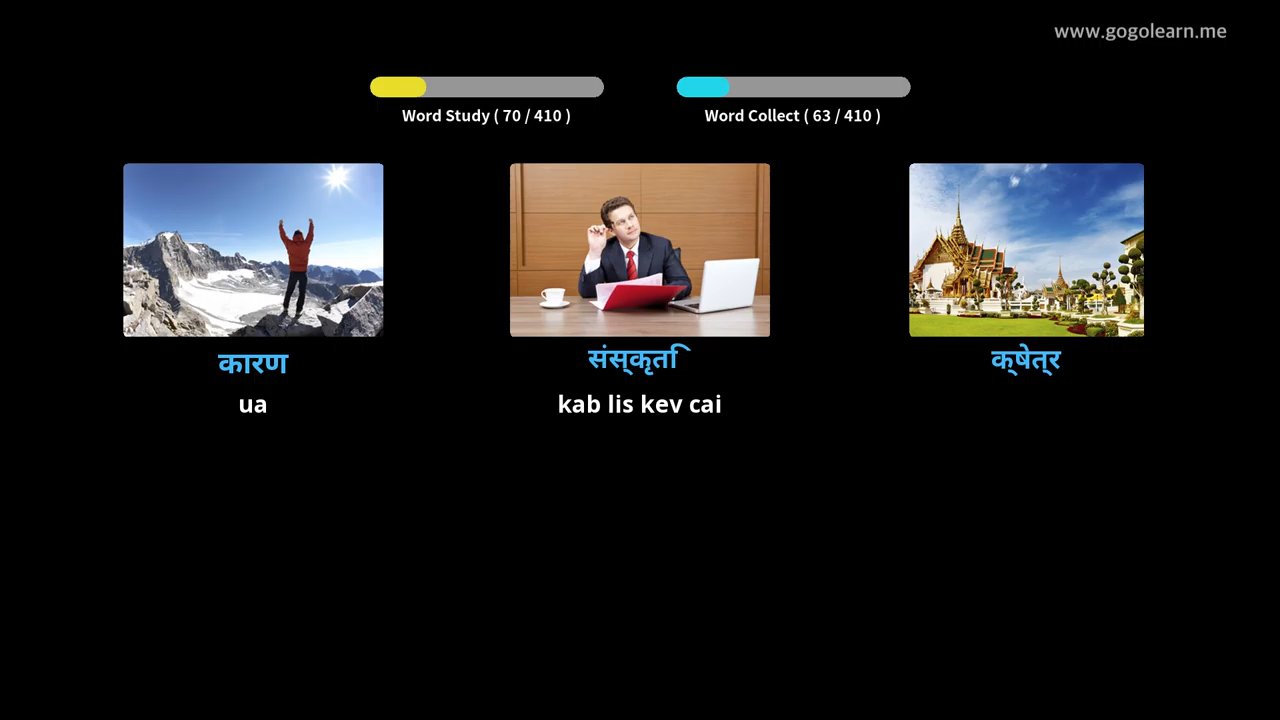 www.gogolearn.me
Word Study ( 70 / 410 )
Word Collect ( 63 / 410 )
कारण
संस्कृति
क्षेत्र
ua
kab lis kev cai